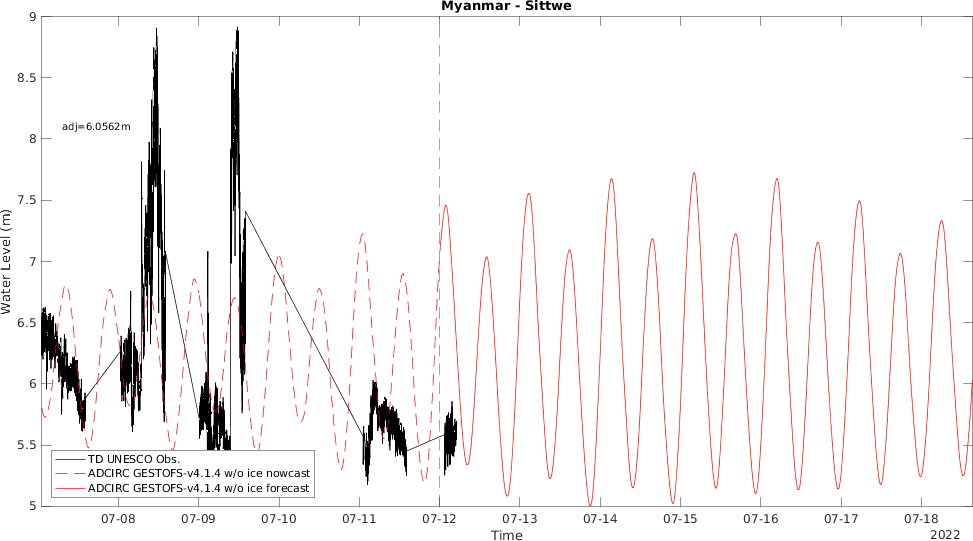 Myanmar - Sittwe
9
8.5
8
7.5
7
6.5
6
5.5
5
Water Level (m)
adj=6.0562m
TD UNESCO Obs.
ADCIRC GESTOFS-v4.1.4 w/o ice nowcast
ADCIRC GESTOFS-v4.1.4 w/o ice forecast
07-08 07-09 07-10 07-11 07-12 07-13 07-14 07-15 07-16 07-17 07-18
Time
2022